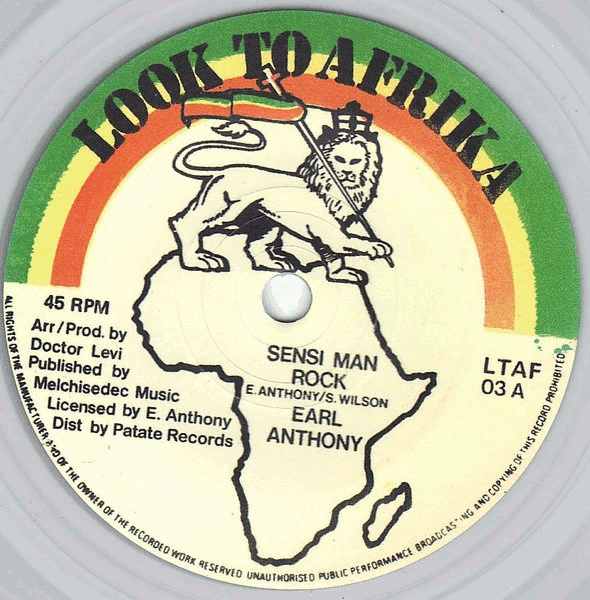 LOOK TO AFRIKA
45 RPM
Arr/Prod. by
Doctor Levi
Published by
Melchisedec Music
Licensed by E. Anthony
Dist by Patate Records
SENSI MAN
ROCK
E. ANTHONY/S. WILSON
EARL
ANTHONY
LTAF
03 A
ALL RIGHTS OF THE MANUFACTURER AND OF THE OWNER OF THE RECORDED WORK RESERVED UNAUTHORISED PUBLIC PERFORMANCE BROADCASTING AND COPYING OF THIS RECORD PROHIBITED